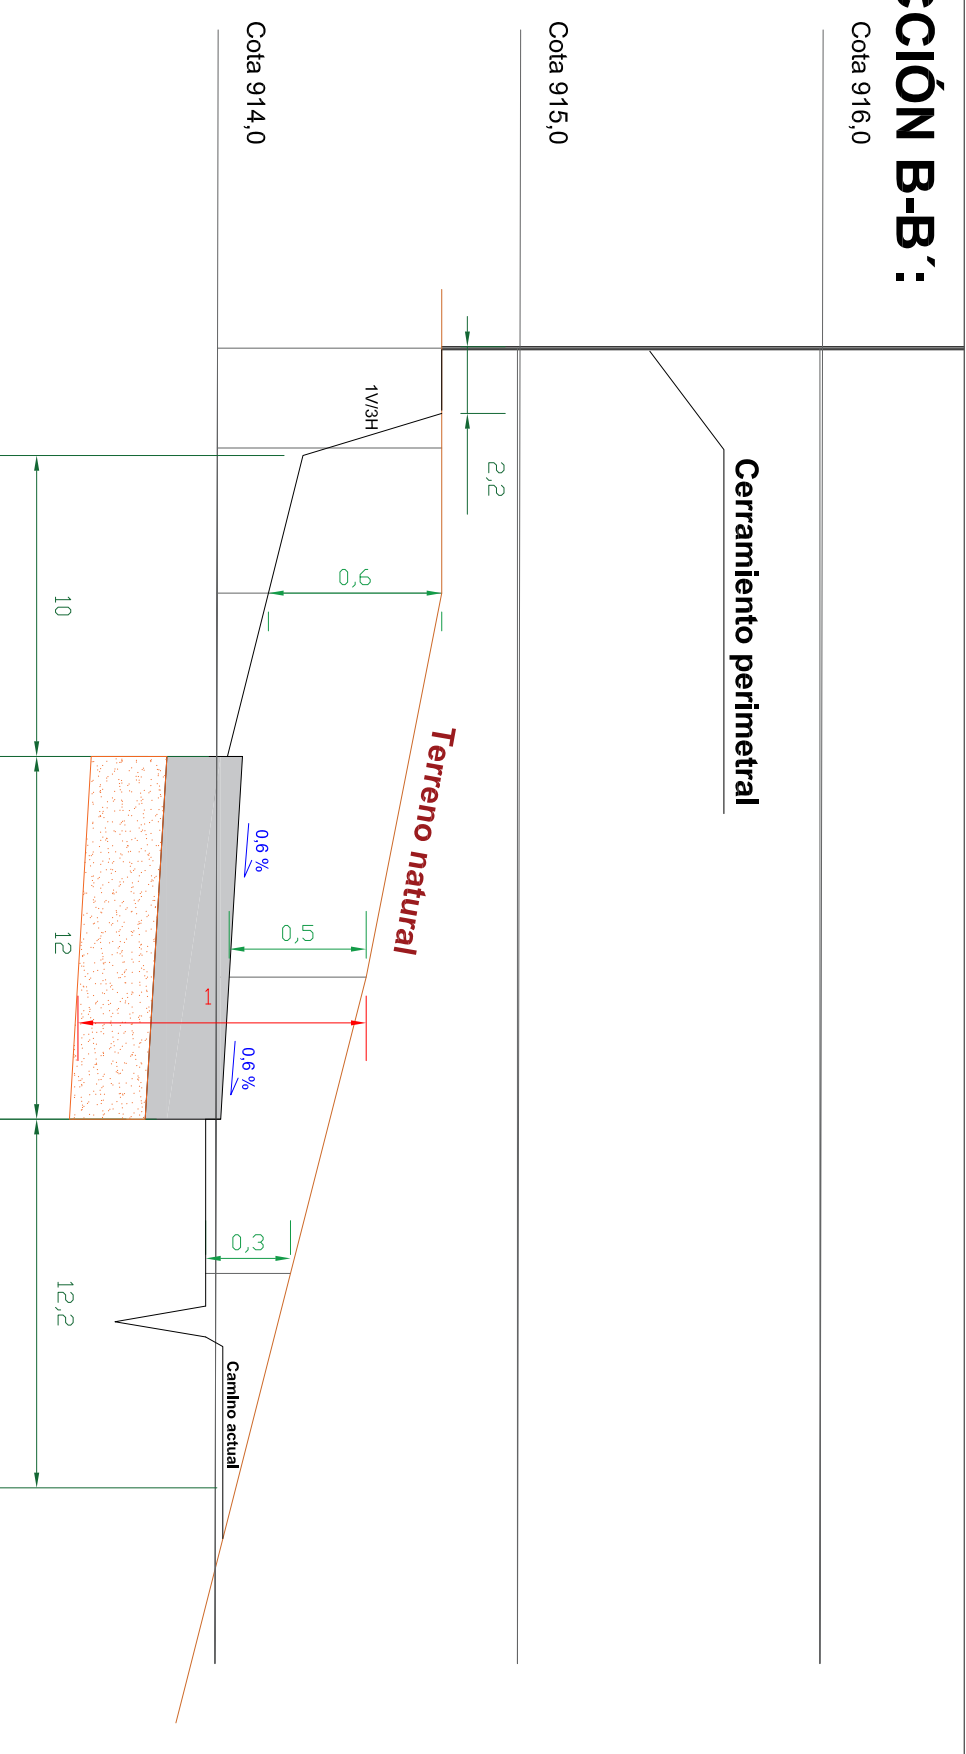 CCIÓN B-B´:
Cota 916,0
Cota 915,0
Cota 914,0
Cerramiento perimetral
2,2
1V/3H
0,6
Terreno natural
0,6 %
0,5
1
0,6 %
0,3
Camino actual
10
12
12,2